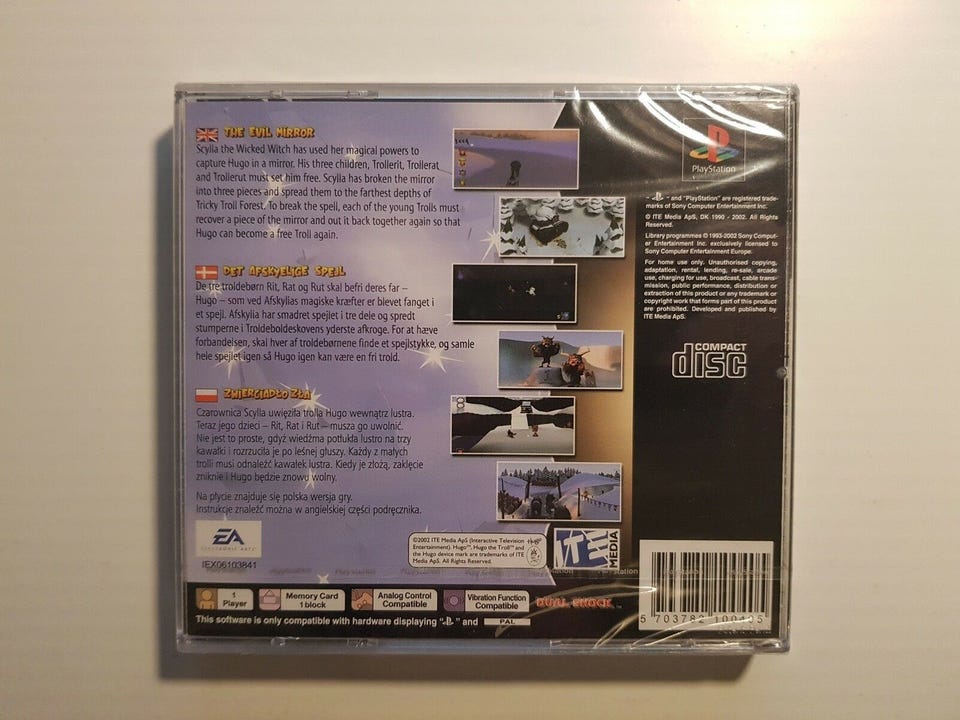 THE EVIL MIRROR
Scylla the Wicked Witch has used her magical powers to
capture Hugo in a mirror. His three children, Trollerit, Trollerat
and Trollerut must set him free. Scylla has broken the mirror
into three pieces and spread them to the farthest depths of
Tricky Troll Forest. To break the spell, each of the young Trolls must
recover a piece of the mirror and out it back together again so that
Hugo can become a free Troll again.
DET AFSKYELIGE SPEJL
De tre troldebørn Rit, Rat og Rut skal befri deres far –
Hugo – som ved Afskylias magiske kræfter er blevet fanget i
et spejl. Afskylia har smadret spejlet i tre dele og spredt
stumperne i Troldeboldeskovens yderste afkroge. For at hæve
forbandelsen, skal hver af troldebørnene finde et spejlstykke, og samle
hele spejlet igen så Hugo igen kan være en fri trold.
ZWIERCIADŁO ZŁA
Czarownica Scylla uwięziła trolla Hugo wewnątrz lustra.
Teraz jego dzieci – Rit, Rat i Rut – musza go uwolnić.
Nie jest to proste, gdyż wiedźma potłukła lustro na trzy
kawałki i rozrzuciła je po leśnej głuszy. Każdy z małych
trolli musi odnaleźć kawałek lustra. Kiedy je złożą, zaklęcie
zniknie i Hugo będzie znowu wolny.
Na płycie znajduje się polska wersja gry.
Instrukcje znaleźć można w angielskiej części podręcznika.
EA
ELECTRONIC ARTS
IEX06103841
©2002 ITE Media ApS (Interactive Television
Entertainment). Hugo™, Hugo the Troll™ and
the Hugo device mark are trademarks of ITE
Media ApS. All Rights Reserved.
ITE MEDIA
PlayStation
" " and "PlayStation" are registered trade-
marks of Sony Computer Entertainment Inc.
© ITE Media ApS, DK 1990 - 2002. All Rights
Reserved.
Library programmes © 1993-2002 Sony Comput-
er Entertainment Inc. exclusively licensed to
Sony Computer Entertainment Europe.
For home use only. Unauthorised copying,
adaptation, rental, lending, re-sale, arcade
use, charging for use, broadcast, cable trans-
mission, public performance, distribution or
extraction of this product or any trademark or
copyright work that forms part of this product
are prohibited. Developed and published by
ITE Media ApS.
COMPACT
disc
1
Player
Memory Card
1 block
Analog Control
Compatible
Vibration Function
Compatible
DUAL SHOCK™
This software is only compatible with hardware displaying " " and PAL
5 703782 100405